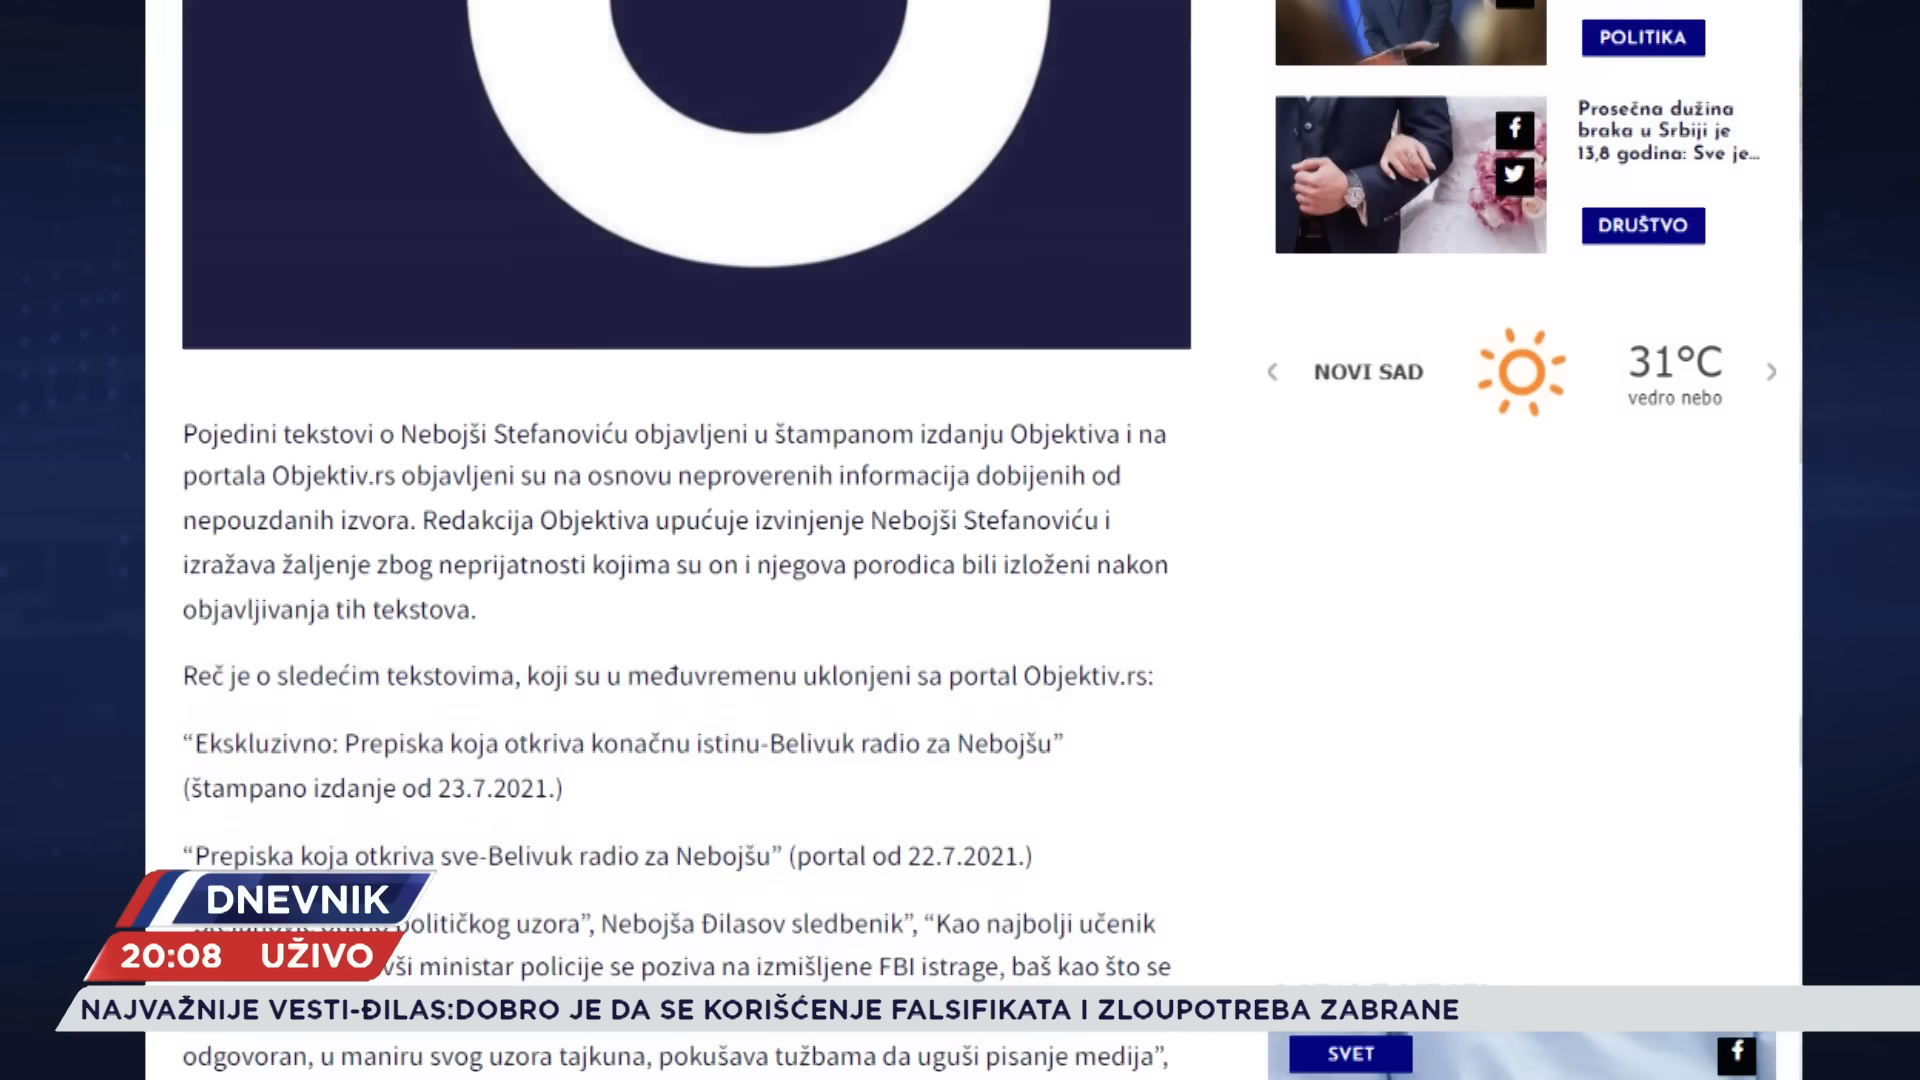 POLITIKA
Prosečna dužina
braka u Srbiji je
13,8 godina: Sve je...
DRUŠTVO
NOVI SAD
31°C
vedro nebo
Pojedini tekstovi o Nebojši Stefanoviću objavljeni u štampanom izdanju Objektiva i na
portala Objektiv.rs objavljeni su na osnovu neproverenih informacija dobijenih od
nepouzdanih izvora. Redakcija Objektiva upućuje izvinjenje Nebojši Stefanoviću i
izražava žaljenje zbog neprijatnosti kojima su on i njegova porodica bili izloženi nakon
objavljivanja tih tekstova.
Reč je o sledećim tekstovima, koji su u međuvremenu uklonjeni sa portal Objektiv.rs:
“Ekskluzivno: Prepiska koja otkriva konačnu istinu-Belivuk radio za Nebojšu”
(štampano izdanje od 23.7.2021.)
“Prepiska koja otkriva sve-Belivuk radio za Nebojšu” (portal od 22.7.2021.)
političkog uzora”, Nebojša Đilasov sledbenik”, “Kao najbolji učenik
ministar policije se poziva na izmišljene FBI istrage, baš kao što se
odgovoran, u maniru svog uzora tajkuna, pokušava tužbama da uguši pisanje medija”,
SVET
DNEVNIK
20:08 UŽIVO
NAJVAŽNIJE VESTI-ĐILAS:DOBRO JE DA SE KORIŠĆENJE FALSIFIKATA I ZLOUPOTREBA ZABRANE